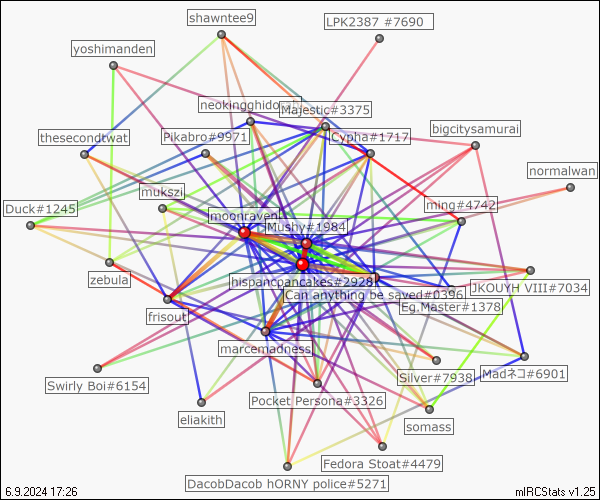 shawntee9
LPK2387 #7690
yoshimanden
Majestic#3375
bigcitysamurai
thesecondtwat
Pikabro#9971
Cypha#1717
normalwan
mukszi
Duck#1245
moonraven
ming#4742
Mushy#1984
zebula
hispancpancakes#2928
JKOUYH VIII#7034
Can anything be saved#0396
Eg.Master#1378
frisout
marcemadness
Swirly Boi#6154
Silver#7938
Madネコ#6901
Pocket Persona#3326
eliakith
somass
Fedora Stoat#4479
DacobDacob hORNY police#5271
6.9.2024 17:26
mIRCStats v1.25